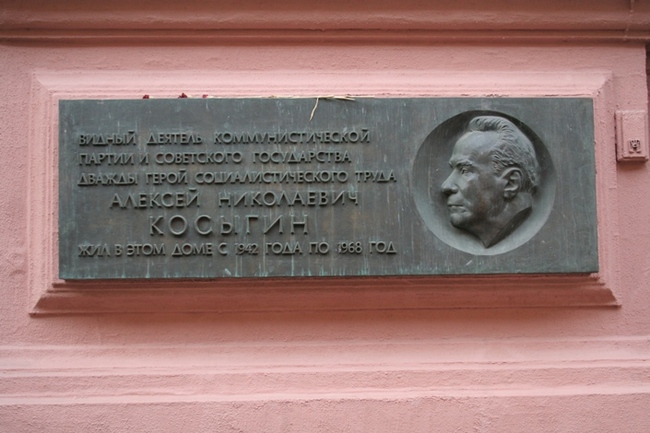 ВИДНЫЙ ДЕЯТЕЛЬ КОММУНИСТИЧЕСКОЙ
ПАРТИИ И СОВЕТСКОГО ГОСУДАРСТВА
ДВАЖДЫ ГЕРОЙ СОЦИАЛИСТИЧЕСКОГО ТРУДА
АЛЕКСЕЙ НИКОЛАЕВИЧ
КОСЫГИН
ЖИЛ В ЭТОМ ДОМЕ С 1942 ГОДА ПО 1968 ГОД